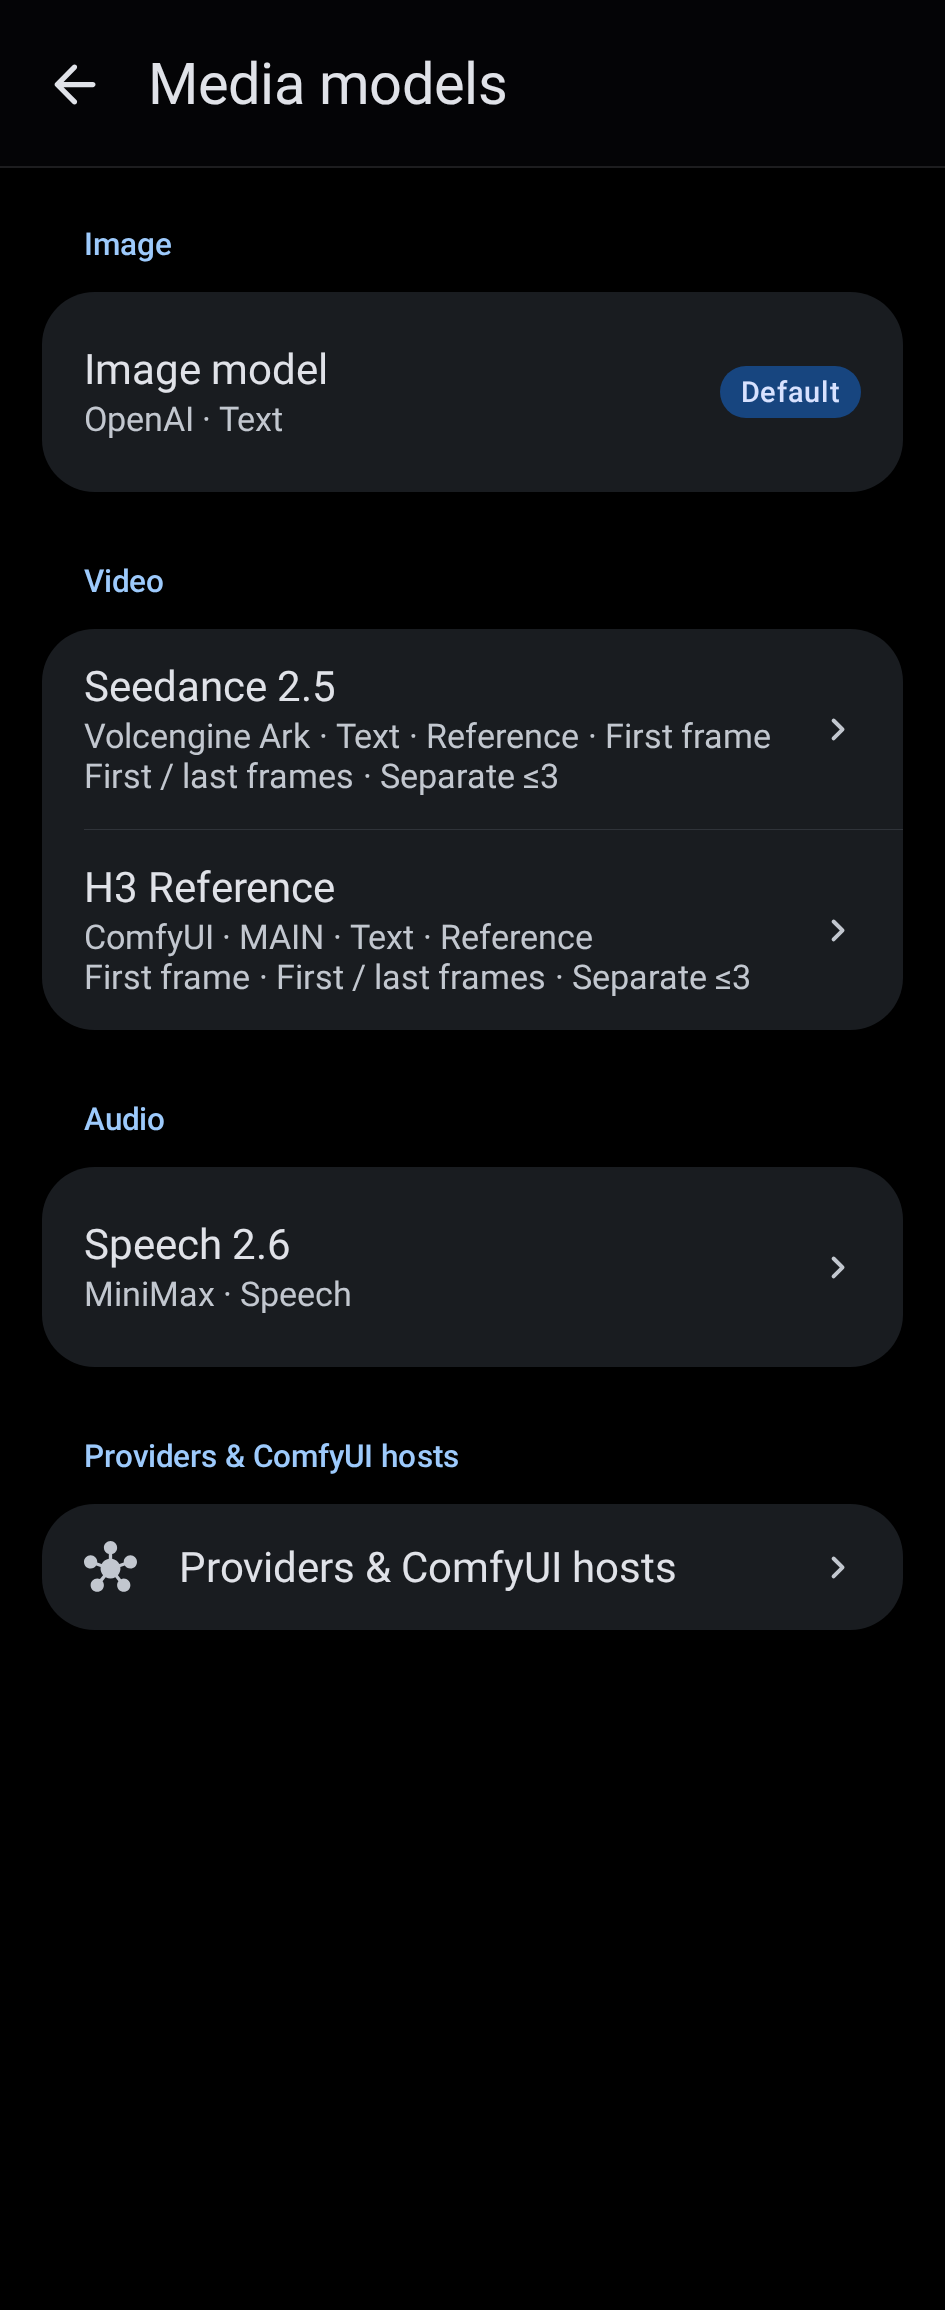 Media models
Image
Image model
OpenAI · Text
Default
Video
Seedance 2.5
Volcengine Ark · Text · Reference · First frame
First / last frames · Separate ≤3
H3 Reference
ComfyUI · MAIN · Text · Reference
First frame · First / last frames · Separate ≤3
Audio
Speech 2.6
MiniMax · Speech
Providers & ComfyUI hosts
Providers & ComfyUI hosts